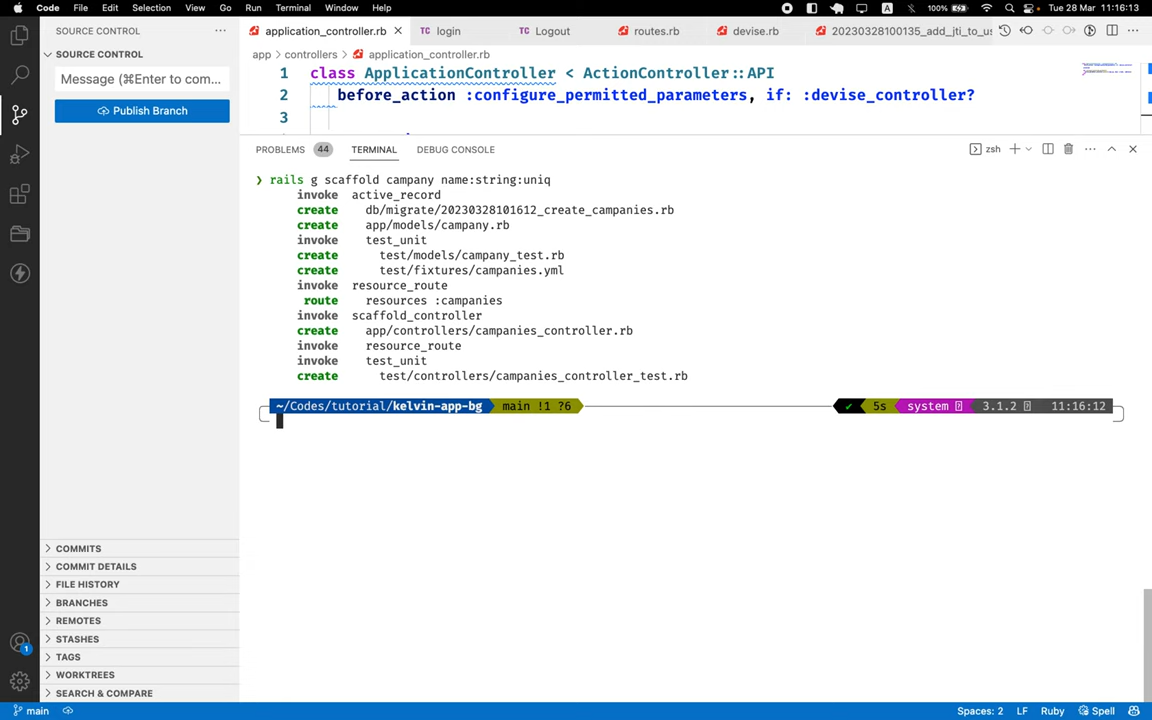 Code File Edit Selection View Go Run Terminal Window Help 100% Tue 28 Mar 11:16:13
SOURCE CONTROL
application_controller.rb login Logout routes.rb devise.rb 20230328100135_add_jti_to_us
SOURCE CONTROL
app controllers application_controller.rb
Message (⌘Enter to com...
Publish Branch
1 class ApplicationController < ActionController::API
2 before_action :configure_permitted_parameters, if: :devise_controller?
3
PROBLEMS 44 TERMINAL DEBUG CONSOLE zsh
❯ rails g scaffold campany name:string:uniq
invoke active_record
create db/migrate/20230328101612_create_campanies.rb
create app/models/campany.rb
invoke test_unit
create test/models/campany_test.rb
create test/fixtures/campanies.yml
invoke resource_route
route resources :campanies
invoke scaffold_controller
create app/controllers/campanies_controller.rb
invoke resource_route
invoke test_unit
create test/controllers/campanies_controller_test.rb
~/Codes/tutorial/kelvin-app-bg main !1 ?6 ✔ 5s system 3.1.2 11:16:12
COMMITS
COMMIT DETAILS
FILE HISTORY
BRANCHES
REMOTES
STASHES
TAGS
WORKTREES
SEARCH & COMPARE
1
main Spaces: 2 LF Ruby Spell